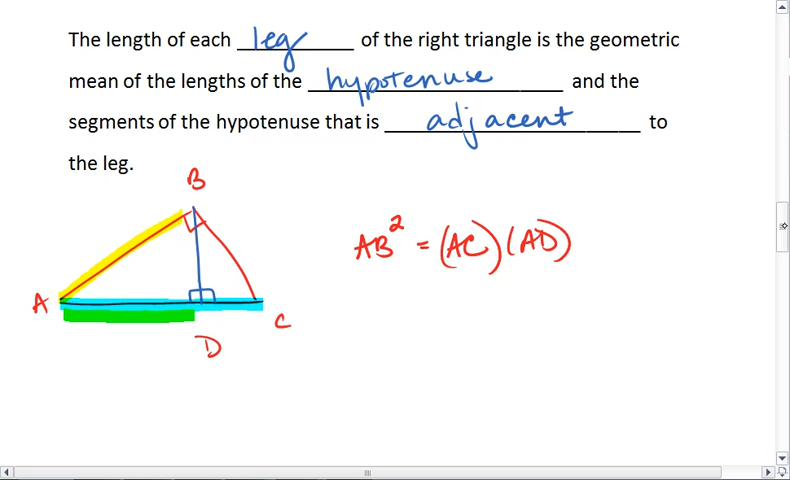 The length of each leg of the right triangle is the geometric
mean of the lengths of the hypotenuse and the
segments of the hypotenuse that is adjacent to
the leg.
B
AB² = (AC)(AD)
A
C
D